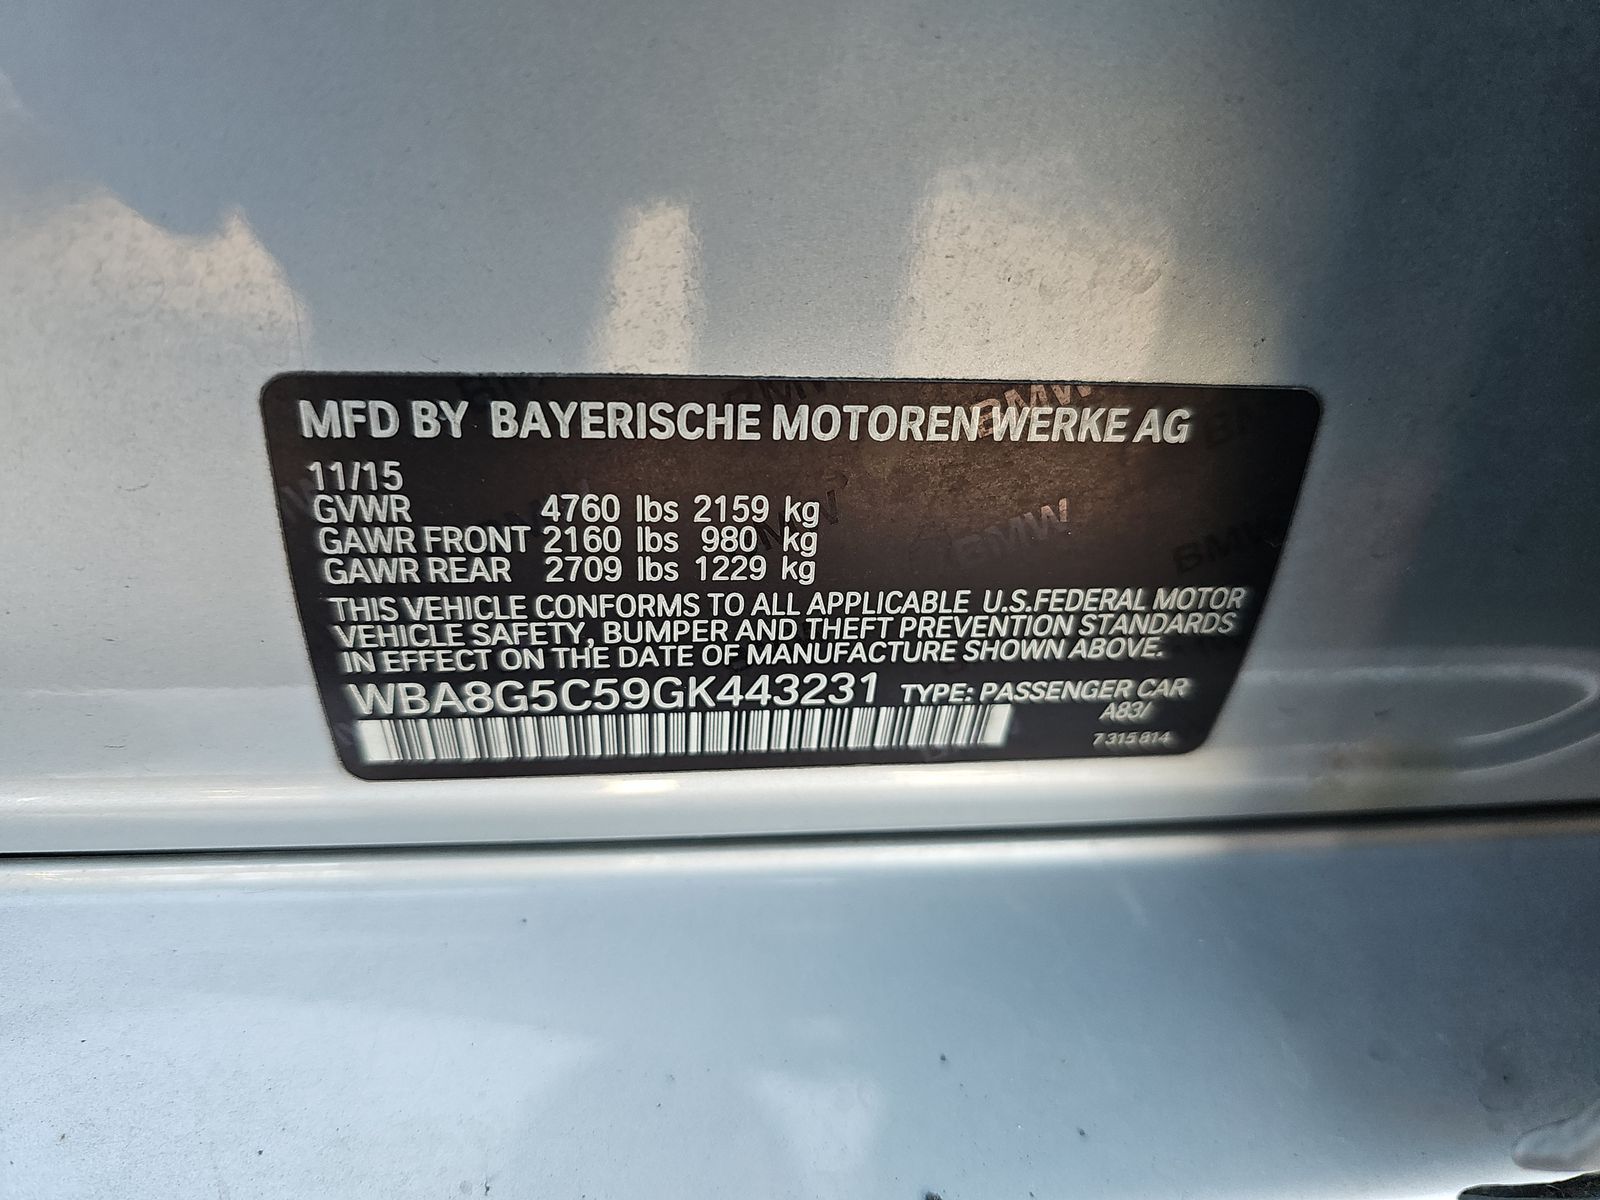 MFD BY BAYERISCHE MOTOREN WERKE AG
11/15
GVWR 4760 lbs 2159 kg
GAWR FRONT 2160 lbs 980 kg
GAWR REAR 2709 lbs 1229 kg
THIS VEHICLE CONFORMS TO ALL APPLICABLE U.S.FEDERAL MOTOR
VEHICLE SAFETY, BUMPER AND THEFT PREVENTION STANDARDS
IN EFFECT ON THE DATE OF MANUFACTURE SHOWN ABOVE.
WBA8G5C59GK443231 TYPE: PASSENGER CAR
A83/
7 315 814
BMW
BMW
BMW